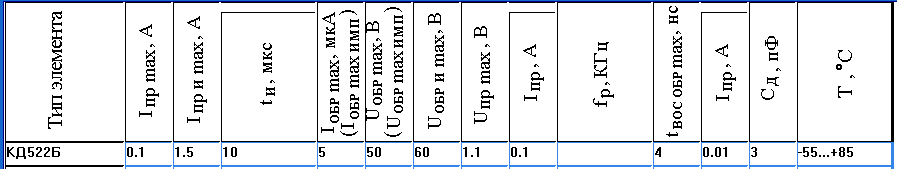 Тип элемента
Iпр max, А
Iпр и max, А
tи, мкс
IОБР max, мкА
(IОБР max имп)
UОБР max, В
(UОБР max имп)
UОБР и max, В
Uпр max, В
Iпр, А
fр,КГц
tвос обр max, нс
Iпр, А
СД, пФ
Т, °С
КД522Б 0.1 1.5 10 5 50 60 1.1 0.1 4 0.01 3 -55...+85